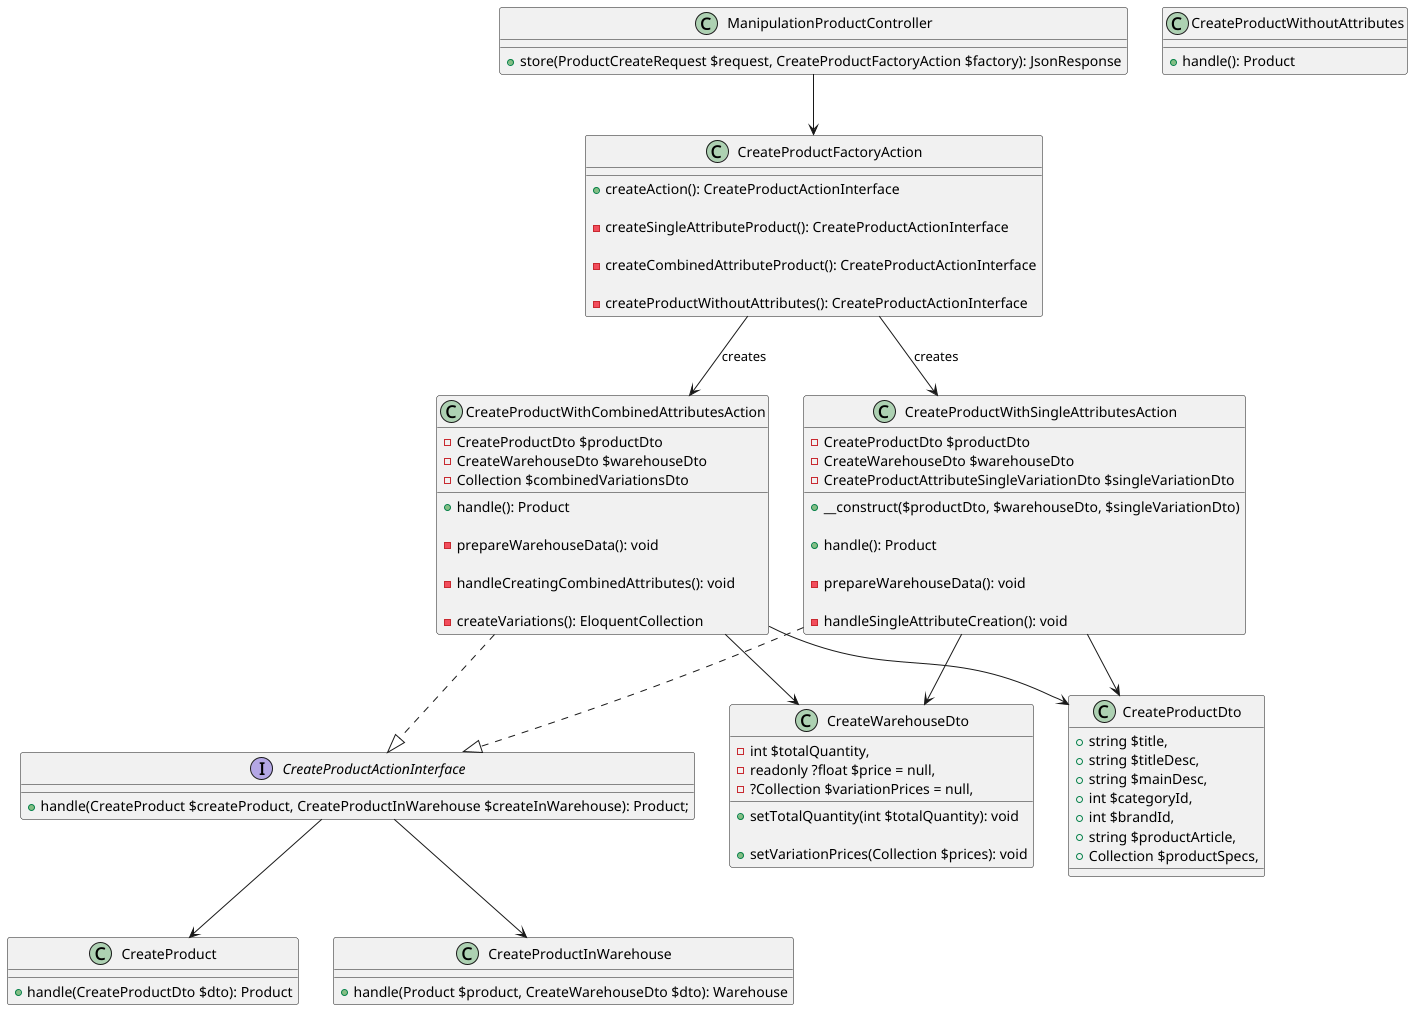 C ManipulationProductController
store(ProductCreateRequest $request, CreateProductFactoryAction $factory): JsonResponse
C CreateProductWithoutAttributes
handle(): Product
C CreateProductFactoryAction
createAction(): CreateProductActionInterface
createSingleAttributeProduct(): CreateProductActionInterface
createCombinedAttributeProduct(): CreateProductActionInterface
createProductWithoutAttributes(): CreateProductActionInterface
creates
creates
C CreateProductWithCombinedAttributesAction
CreateProductDto $productDto
CreateWarehouseDto $warehouseDto
Collection $combinedVariationsDto
handle(): Product
prepareWarehouseData(): void
handleCreatingCombinedAttributes(): void
createVariations(): EloquentCollection
C CreateProductWithSingleAttributesAction
CreateProductDto $productDto
CreateWarehouseDto $warehouseDto
CreateProductAttributeSingleVariationDto $singleVariationDto
__construct($productDto, $warehouseDto, $singleVariationDto)
handle(): Product
prepareWarehouseData(): void
handleSingleAttributeCreation(): void
I CreateProductActionInterface
handle(CreateProduct $createProduct, CreateProductInWarehouse $createInWarehouse): Product;
C CreateWarehouseDto
int $totalQuantity,
readonly ?float $price = null,
?Collection $variationPrices = null,
setTotalQuantity(int $totalQuantity): void
setVariationPrices(Collection $prices): void
C CreateProductDto
string $title,
string $titleDesc,
string $mainDesc,
int $categoryId,
int $brandId,
string $productArticle,
Collection $productSpecs,
C CreateProduct
handle(CreateProductDto $dto): Product
C CreateProductInWarehouse
handle(Product $product, CreateWarehouseDto $dto): Warehouse